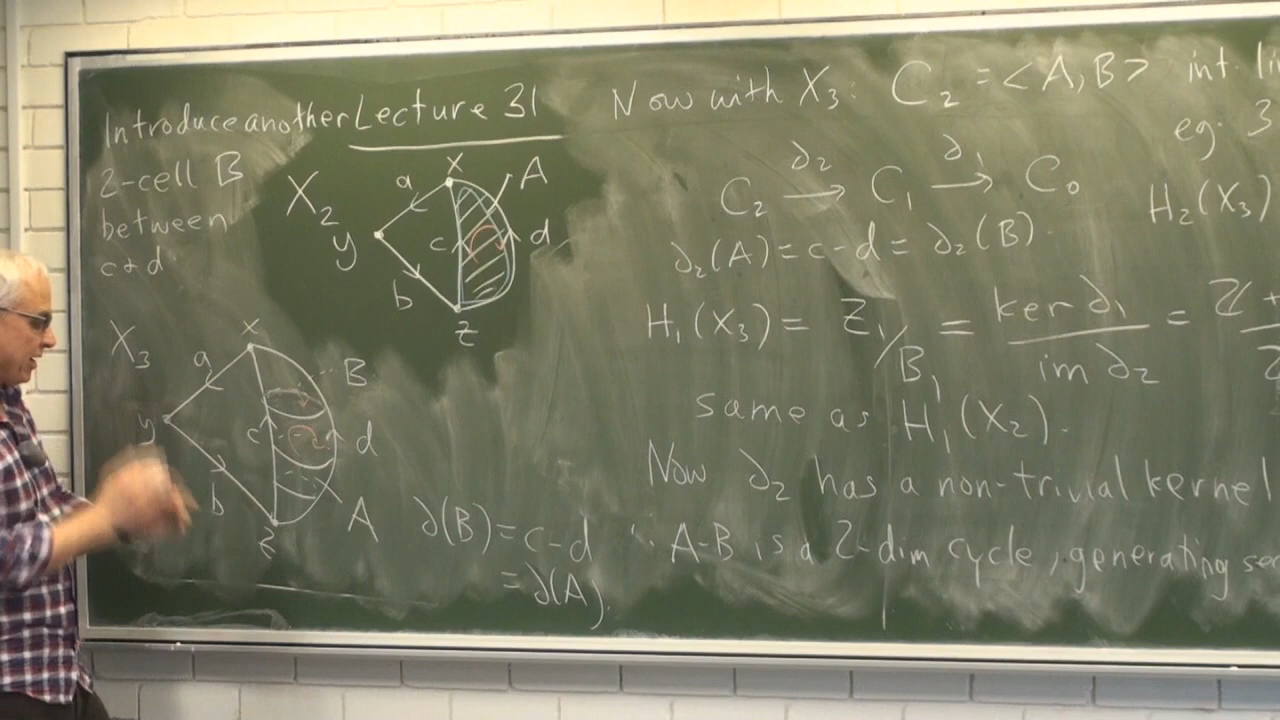 Introduce another
2-cell B
between
c & d
Lecture 31
X₂
x
A
a
y
c
d
b
z
X₃
x
a
B
y
c
d
b
A
z
∂(B) = c-d
= ∂(A).
Now with X₃: C₂ = <A, B> int. li
eg. 3
C₂ —∂₂→ C₁ —∂₁→ C₀
H₂(X₃)
∂₂(A) = c-d = ∂₂(B).
H₁(X₃) = Z₁/B₁ = ker ∂₁ / im ∂₂ =
same as H₁(X₂).
Now ∂₂ has a non-trivial kernel
∴ A-B is a 2-dim cycle, generating